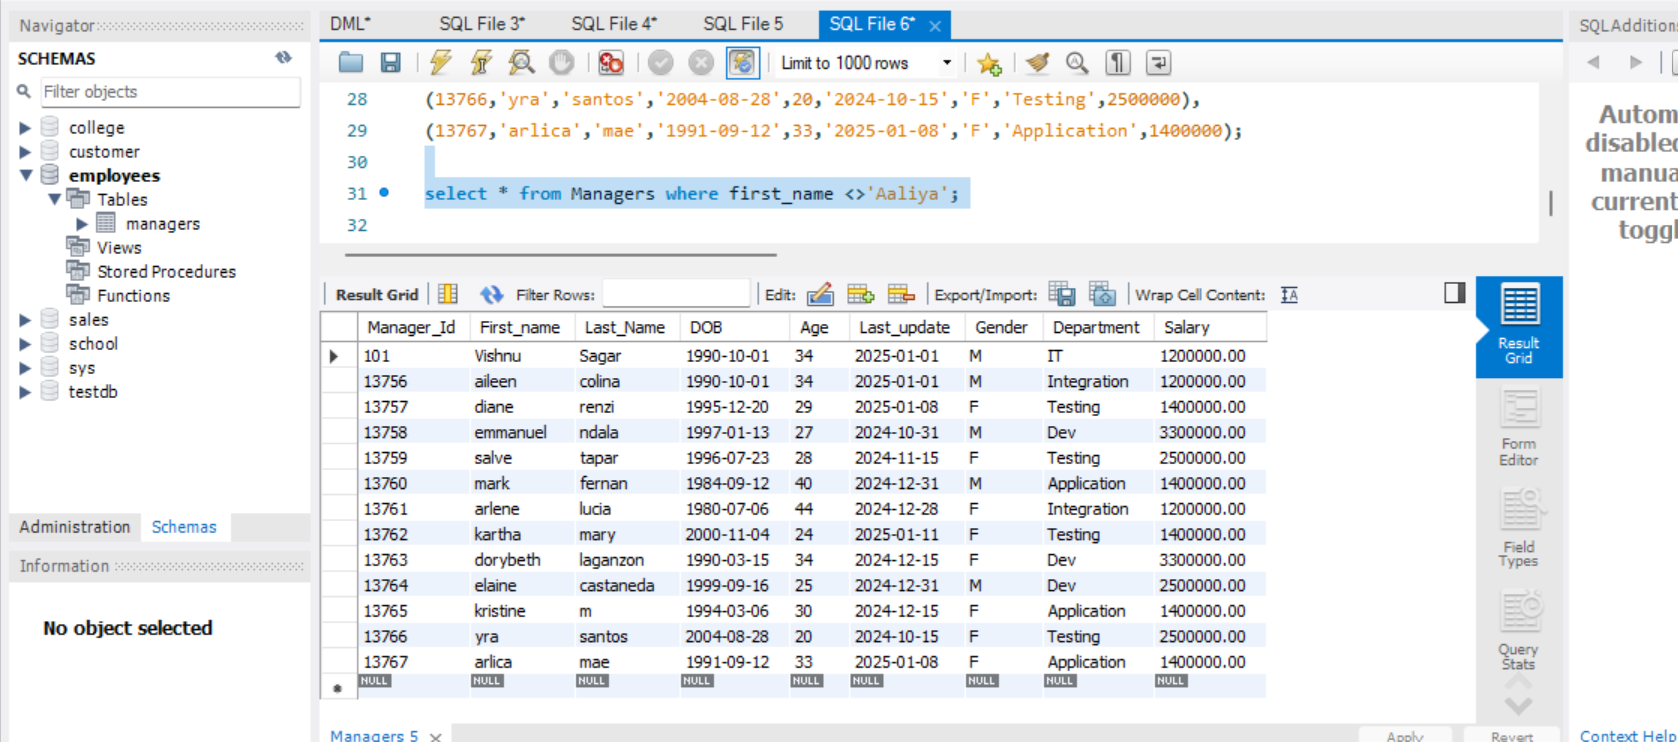 Navigator
SCHEMAS
Filter objects
college
customer
employees
Tables
managers
Views
Stored Procedures
Functions
sales
school
sys
testdb
Administration Schemas
Information
No object selected
DML* SQL File 3* SQL File 4* SQL File 5 SQL File 6*
Limit to 1000 rows
28 (13766,'yra','santos','2004-08-28',20,'2024-10-15','F','Testing',2500000),
29 (13767,'arlica','mae','1991-09-12',33,'2025-01-08','F','Application',1400000);
30
31 select * from Managers where first_name <>'Aaliya';
32
Result Grid Filter Rows: Edit: Export/Import: Wrap Cell Content: IA
Manager_Id First_name Last_Name DOB Age Last_update Gender Department Salary
101 Vishnu Sagar 1990-10-01 34 2025-01-01 M IT 1200000.00
13756 aileen colina 1990-10-01 34 2025-01-01 M Integration 1200000.00
13757 diane renzi 1995-12-20 29 2025-01-08 F Testing 1400000.00
13758 emmanuel ndala 1997-01-13 27 2024-10-31 M Dev 3300000.00
13759 salve tapar 1996-07-23 28 2024-11-15 F Testing 2500000.00
13760 mark fernan 1984-09-12 40 2024-12-31 M Application 1400000.00
13761 arlene lucia 1980-07-06 44 2024-12-28 F Integration 1200000.00
13762 kartha mary 2000-11-04 24 2025-01-11 F Testing 1400000.00
13763 dorybeth laganzon 1990-03-15 34 2024-12-15 F Dev 3300000.00
13764 elaine castaneda 1999-09-16 25 2024-12-31 M Dev 2500000.00
13765 kristine m 1994-03-06 30 2024-12-15 F Application 1400000.00
13766 yra santos 2004-08-28 20 2024-10-15 F Testing 2500000.00
13767 arlica mae 1991-09-12 33 2025-01-08 F Application 1400000.00
NULL NULL NULL NULL NULL NULL NULL NULL NULL
Managers 5
Apply Revert
Result
Grid
Form
Editor
Field
Types
Query
Stats
SQLAdditions
Autom
disabled
manua
current
toggl
Context Help